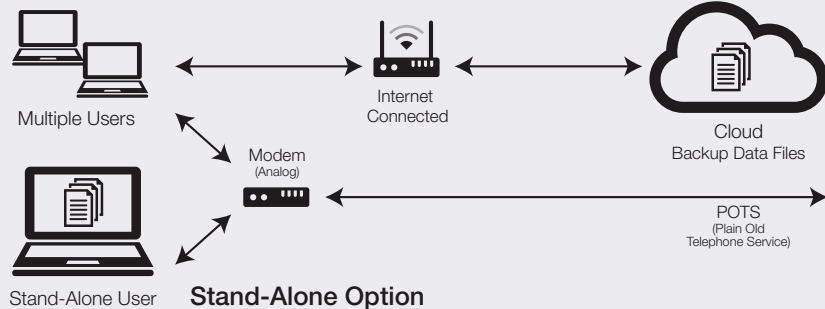 Multiple Users
Internet
Connected
Cloud
Backup Data Files
Modem
(Analog)
POTS
(Plain Old
Telephone Service)
Stand-Alone User
Stand-Alone Option